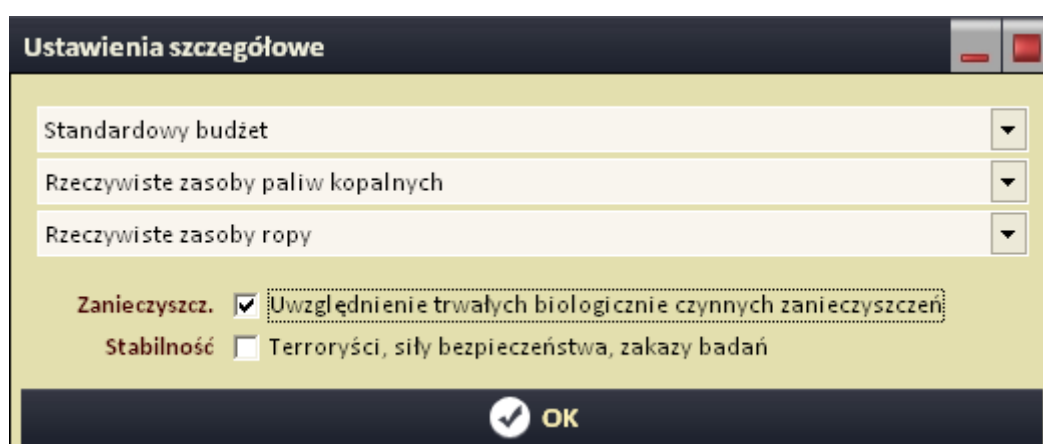 Ustawienia szczegółowe
Standardowy budżet
Rzeczywiste zasoby paliw kopalnych
Rzeczywiste zasoby ropy
Zanieczyszcz. Uwzględnienie trwałych biologicznie czynnych zanieczyszczeń
Stabilność Terroryści, siły bezpieczeństwa, zakazy badań
OK